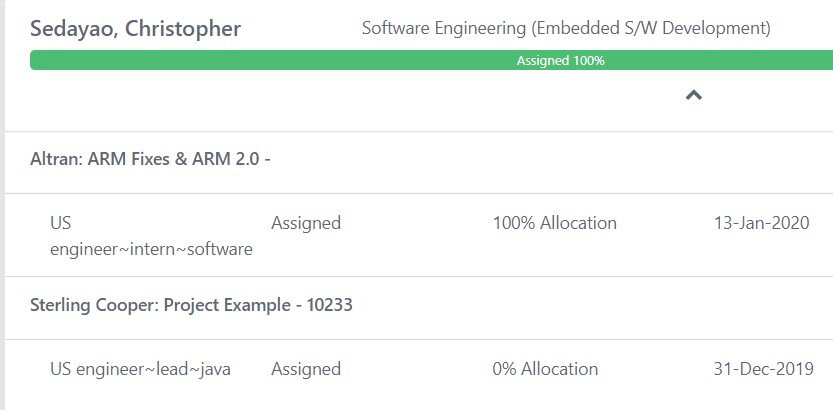 Sedayao, Christopher Software Engineering (Embedded S/W Development)
Assigned 100%
Altran: ARM Fixes & ARM 2.0 -
US Assigned 100% Allocation 13-Jan-2020
engineer~intern~software
Sterling Cooper: Project Example - 10233
US engineer~lead~java Assigned 0% Allocation 31-Dec-2019